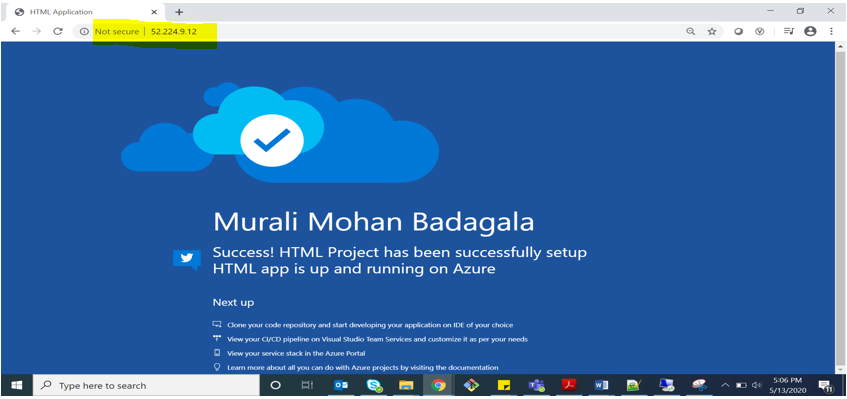 HTML Application
Not secure | 52.224.9.12
Murali Mohan Badagala
Success! HTML Project has been successfully setup
HTML app is up and running on Azure
Next up
Clone your code repository and start developing your application on IDE of your choice
View your CI/CD pipeline on Visual Studio Team Services and customize it as per your needs
View your service stack in the Azure Portal
Learn more about all you can do with Azure projects by visiting the documentation
Type here to search
5:06 PM
5/13/2020
11